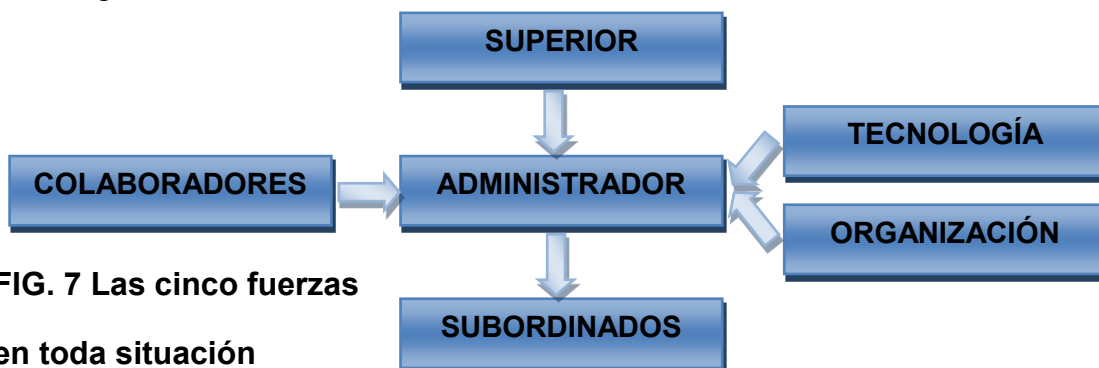 SUPERIOR
TECNOLOGÍA
COLABORADORES
ADMINISTRADOR
ORGANIZACIÓN
FIG. 7 Las cinco fuerzas
SUBORDINADOS
en toda situación